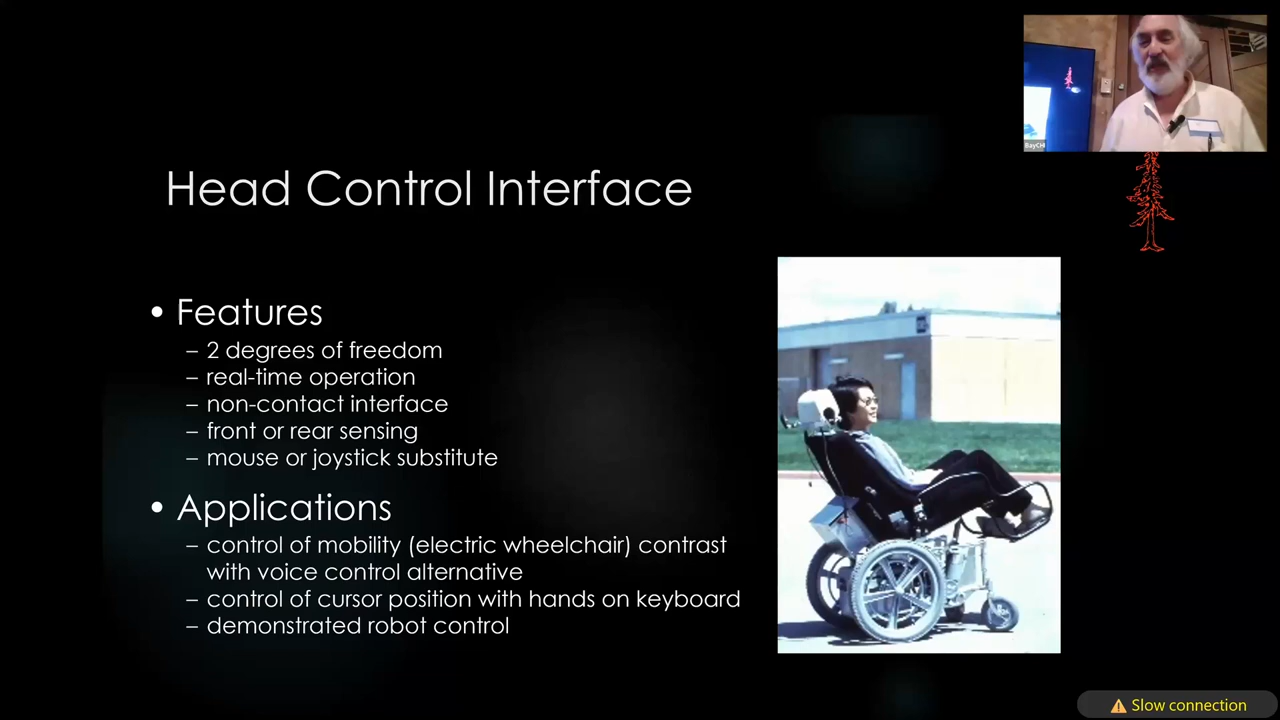 BayCHI
Head Control Interface
• Features
– 2 degrees of freedom
– real-time operation
– non-contact interface
– front or rear sensing
– mouse or joystick substitute
• Applications
– control of mobility (electric wheelchair) contrast
with voice control alternative
– control of cursor position with hands on keyboard
– demonstrated robot control
Slow connection